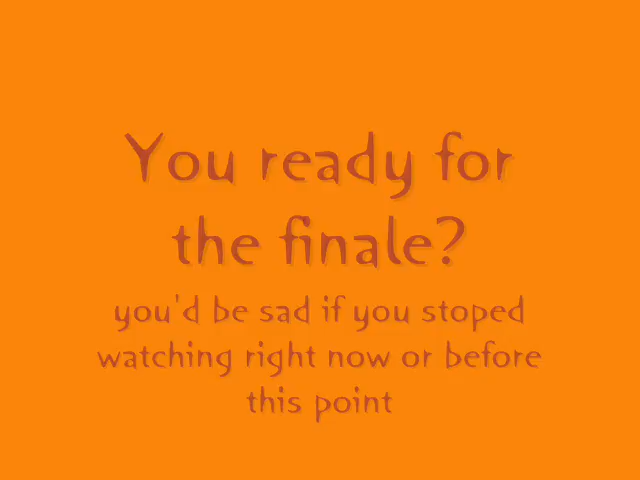 You ready for
the finale?
you'd be sad if you stoped
watching right now or before
this point